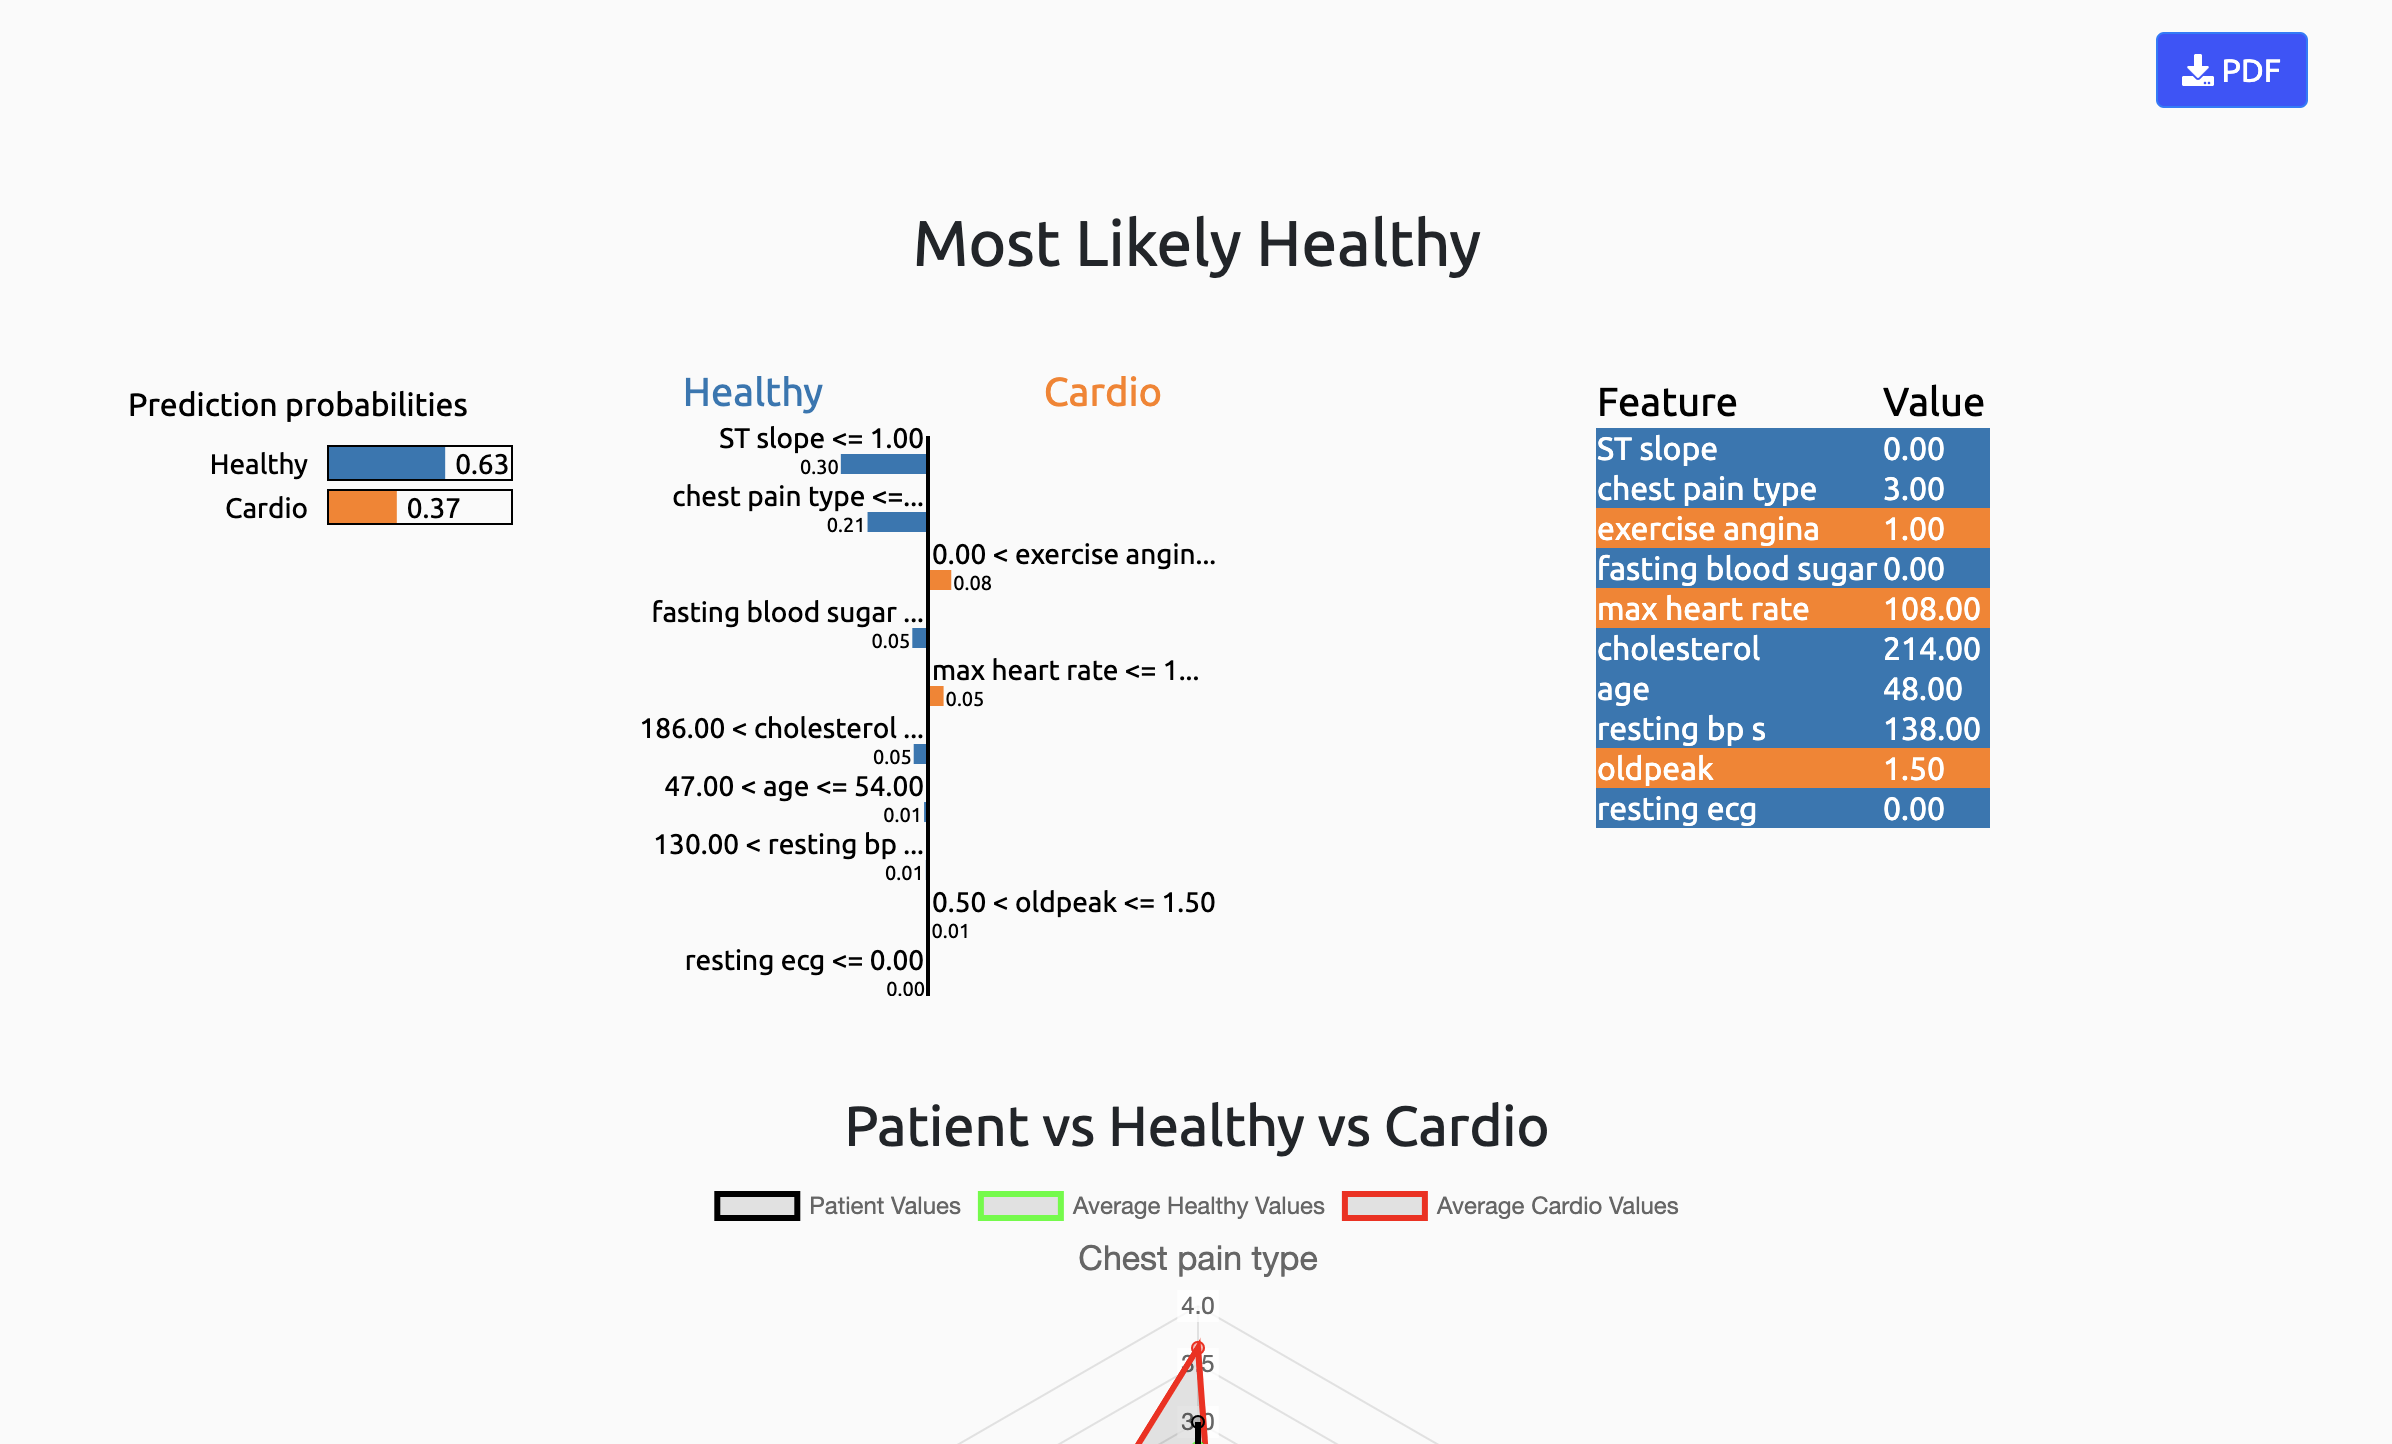 PDF
Most Likely Healthy
Prediction probabilities
Healthy 0.63
Cardio 0.37
Healthy Cardio
ST slope <= 1.00
0.30
chest pain type <=...
0.21
0.00 < exercise angin...
0.08
fasting blood sugar ...
0.05
max heart rate <= 1...
0.05
186.00 < cholesterol ...
0.05
47.00 < age <= 54.00
0.01
130.00 < resting bp ...
0.01
0.50 < oldpeak <= 1.50
0.01
resting ecg <= 0.00
0.00
Feature Value
ST slope 0.00
chest pain type 3.00
exercise angina 1.00
fasting blood sugar 0.00
max heart rate 108.00
cholesterol 214.00
age 48.00
resting bp s 138.00
oldpeak 1.50
resting ecg 0.00
Patient vs Healthy vs Cardio
Patient Values Average Healthy Values Average Cardio Values
Chest pain type
4.0
3.5
3.0